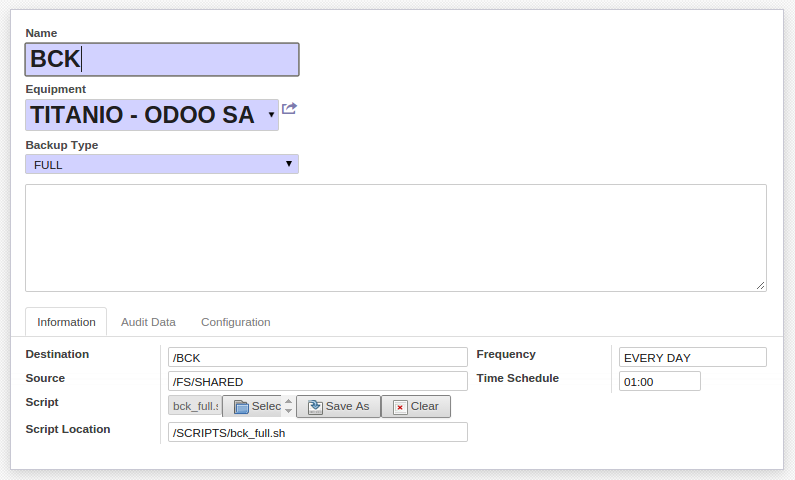 Name
BCK
Equipment
TITANIO - ODOO SA
Backup Type
FULL
Information Audit Data Configuration
Destination /BCK Frequency EVERY DAY
Source /FS/SHARED Time Schedule 01:00
Script bck_full.s Selec Save As Clear
Script Location /SCRIPTS/bck_full.sh